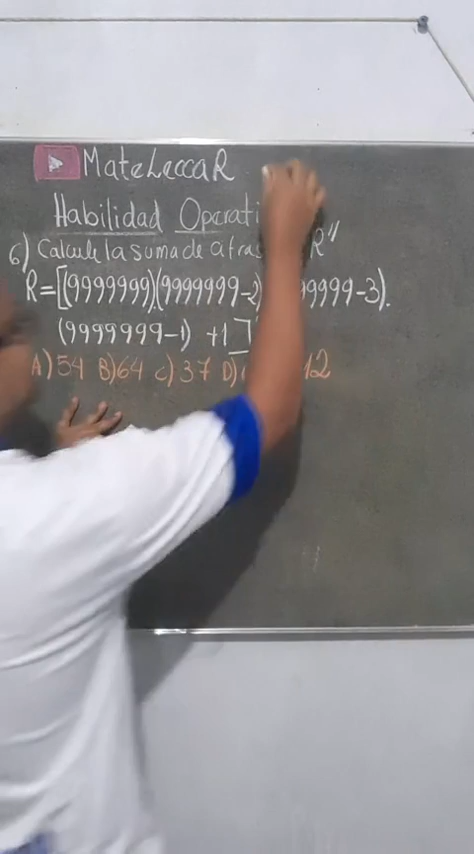 MateLeccaR
Habilidad Operati
6) Calcule la suma de cifras R"
R=[(9999999)(9999999-2) 99999-3).
(9999999-1) +1]
A) 54 B) 64 C) 37 D) 12